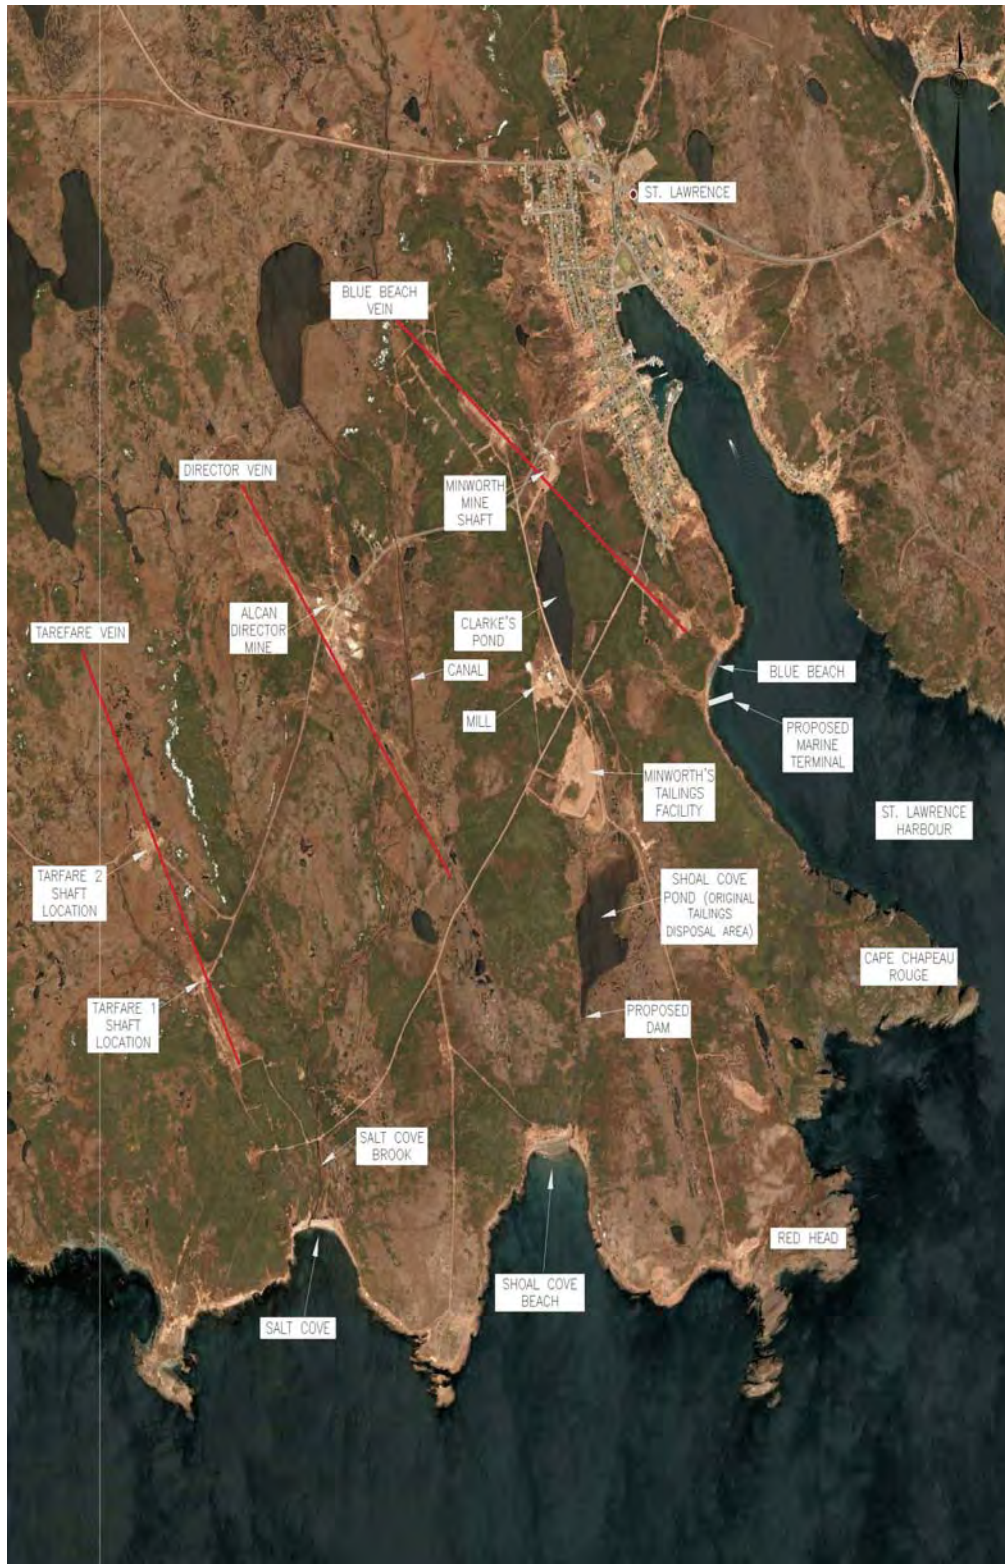 ST. LAWRENCE
BLUE BEACH
VEIN
DIRECTOR VEIN
MINWORTH
MINE
SHAFT
ALCAN
DIRECTOR
MINE
CLARKE'S
POND
TAREFARE VEIN
CANAL
BLUE BEACH
MILL
PROPOSED
MARINE
TERMINAL
MINWORTH'S
TAILINGS
FACILITY
ST. LAWRENCE
HARBOUR
TARFARE 2
SHAFT
LOCATION
SHOAL COVE
POND (ORIGINAL
TAILINGS
DISPOSAL AREA)
CAPE CHAPEAU
ROUGE
TARFARE 1
SHAFT
LOCATION
PROPOSED
DAM
SALT COVE
BROOK
RED HEAD
SHOAL COVE
BEACH
SALT COVE